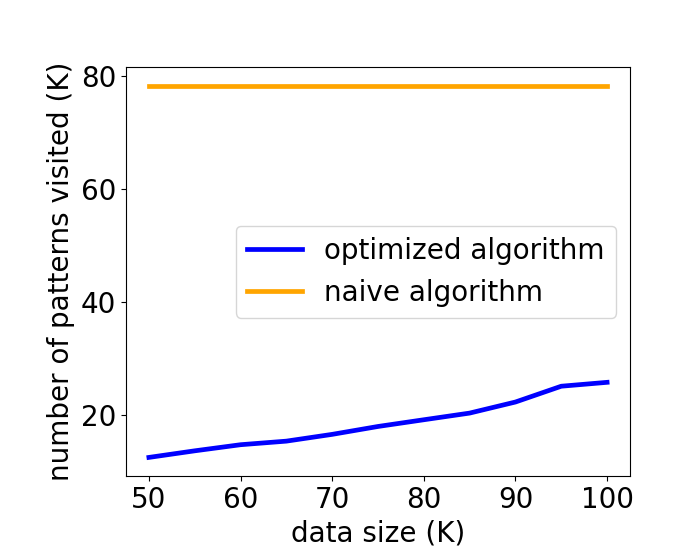 number of patterns visited (K)
80
60
40
20
optimized algorithm
naive algorithm
50 60 70 80 90 100
data size (K)